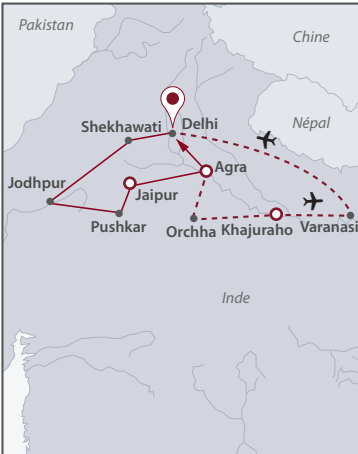 Pakistan
Chine
Népal
Shekhawati
Delhi
Agra
Jodhpur
Jaipur
Pushkar
Orchha
Khajuraho
Varanasi
Inde